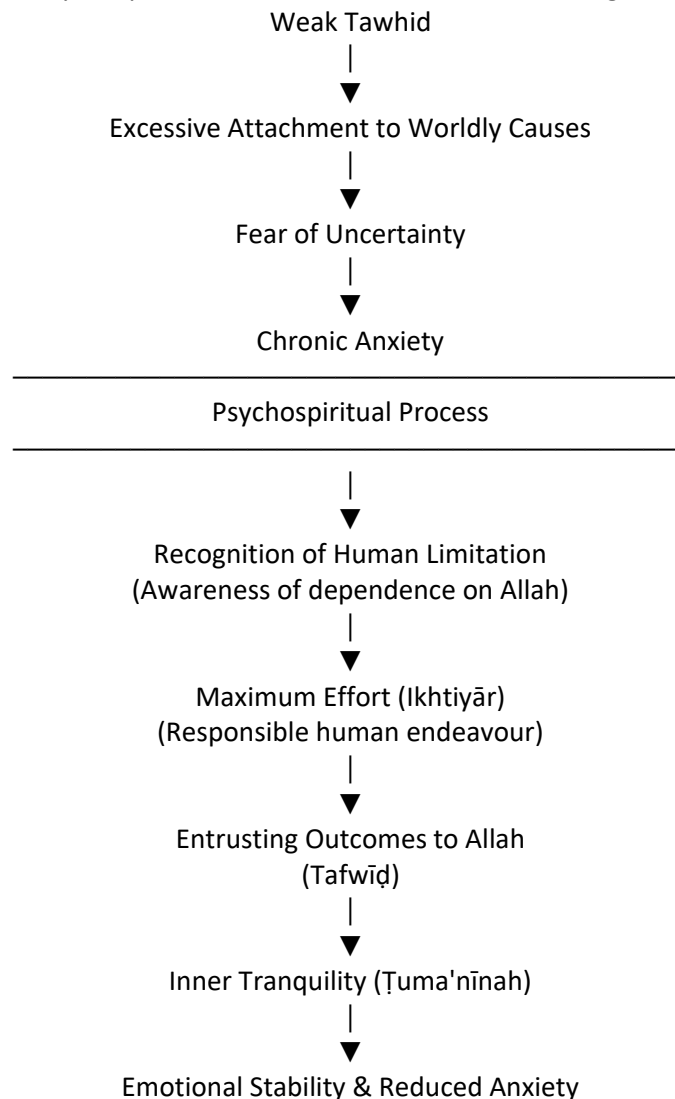 Weak Tawhid
|
▼
Excessive Attachment to Worldly Causes
|
▼
Fear of Uncertainty
|
▼
Chronic Anxiety
Psychospiritual Process
|
▼
Recognition of Human Limitation
(Awareness of dependence on Allah)
|
▼
Maximum Effort (Ikhtiyār)
(Responsible human endeavour)
|
▼
Entrusting Outcomes to Allah
(Tafwīḍ)
|
▼
Inner Tranquility (Ṭuma'nīnah)
|
▼
Emotional Stability & Reduced Anxiety